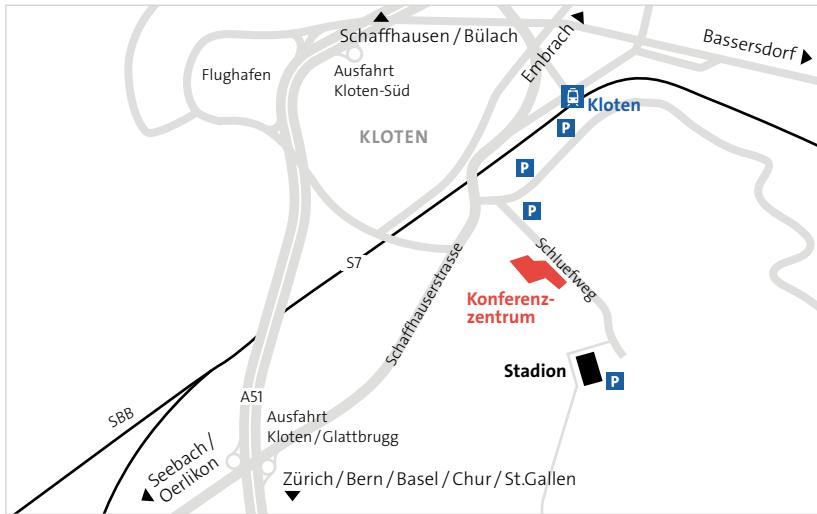 Schaffhausen / Bülach
Embrach
Bassersdorf
Flughafen
Ausfahrt
Kloten-Süd
Kloten
P
KLOTEN
P
P
Schluefweg
S7
Schaffhauserstrasse
Konferenz-
zentrum
Stadion
P
A51
SBB
Ausfahrt
Kloten / Glattbrugg
Seebach /
Oerlikon
Zürich / Bern / Basel / Chur / St.Gallen